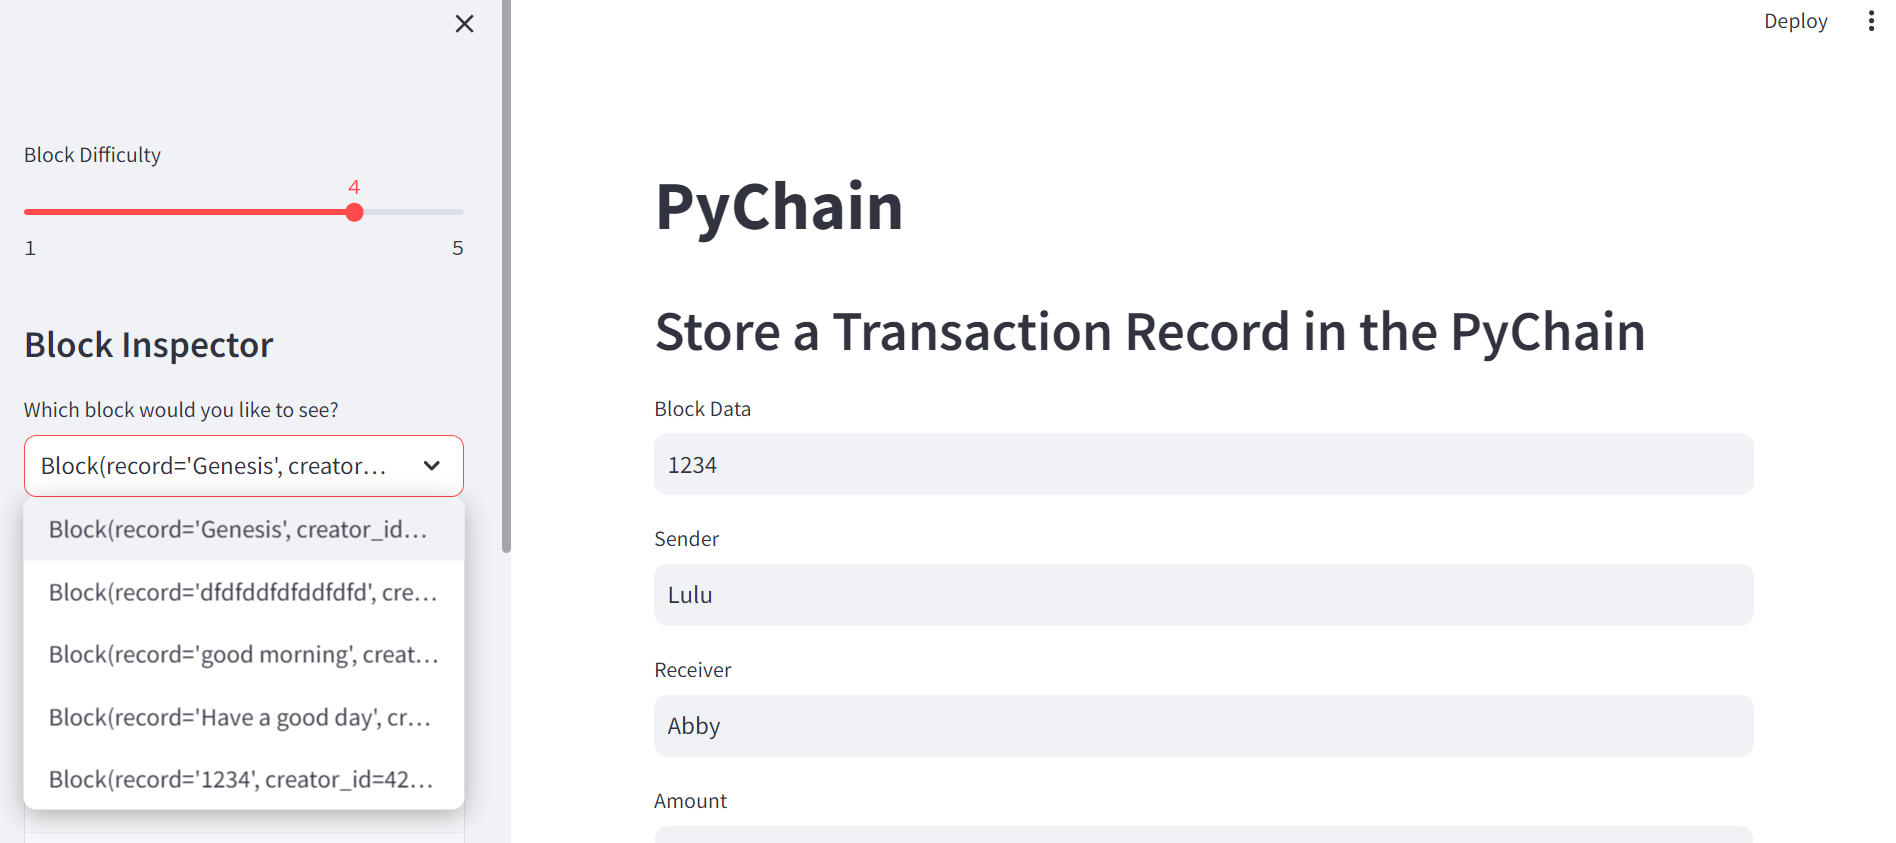 Deploy
Block Difficulty
4
1
5
Block Inspector
Which block would you like to see?
Block(record='Genesis', creator...
Block(record='Genesis', creator_id...
Block(record='dfdfddfdfddfdfd', cre...
Block(record='good morning', creat...
Block(record='Have a good day', cr...
Block(record='1234', creator_id=42...
PyChain
Store a Transaction Record in the PyChain
Block Data
1234
Sender
Lulu
Receiver
Abby
Amount